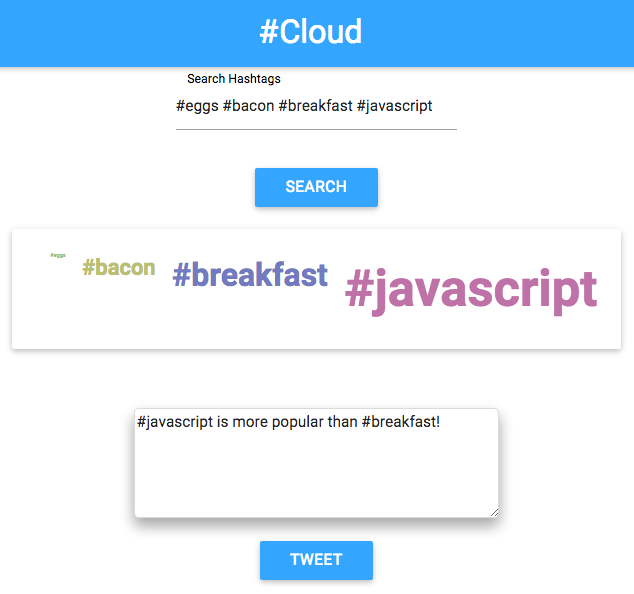 #Cloud
Search Hashtags
#eggs #bacon #breakfast #javascript
SEARCH
#eggs #bacon #breakfast #javascript
#javascript is more popular than #breakfast!
TWEET